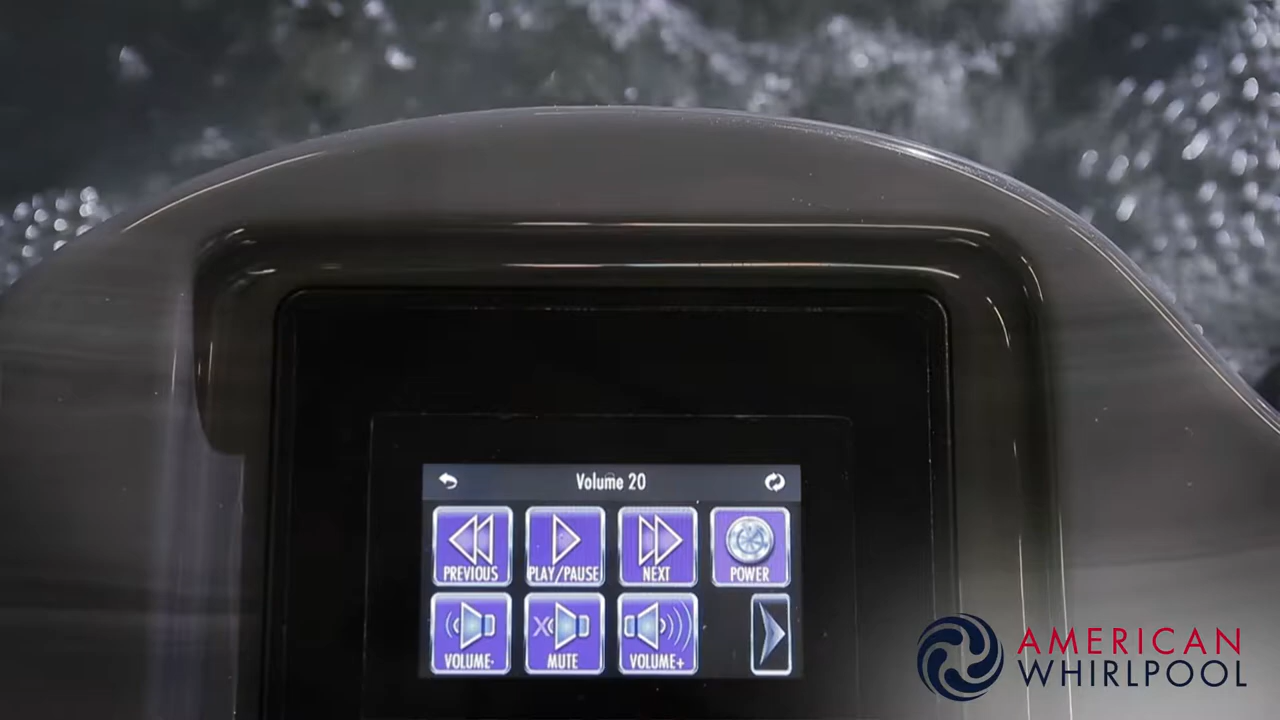 Volume 20
PREVIOUS
PLAY/PAUSE
NEXT
POWER
VOLUME-
MUTE
VOLUME+
AMERICAN
WHIRLPOOL